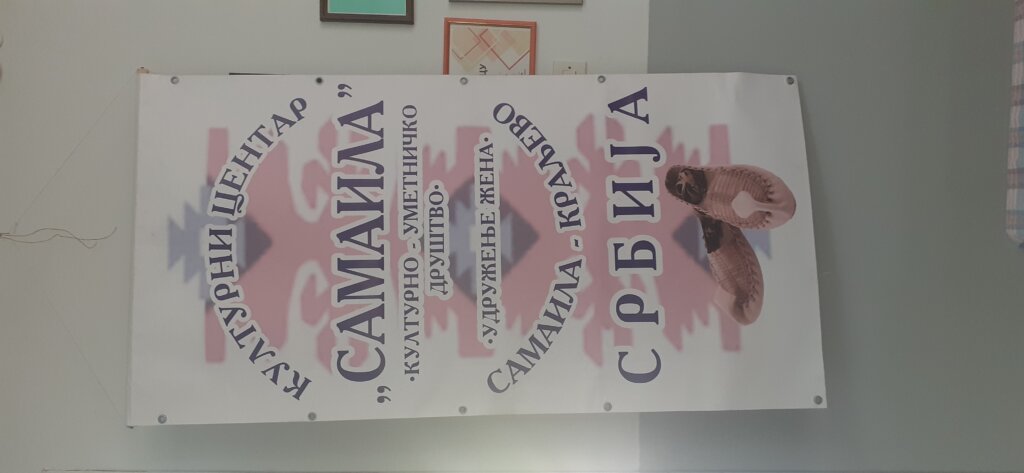 КУЛТУРНИ ЦЕНТАР
„САМАИЛА”
·КУЛТУРНО - УМЕТНИЧКО
ДРУШТВО·
·УДРУЖЕЊЕ ЖЕНА·
САМАИЛА - КРАЉЕВО
СРБИЈА